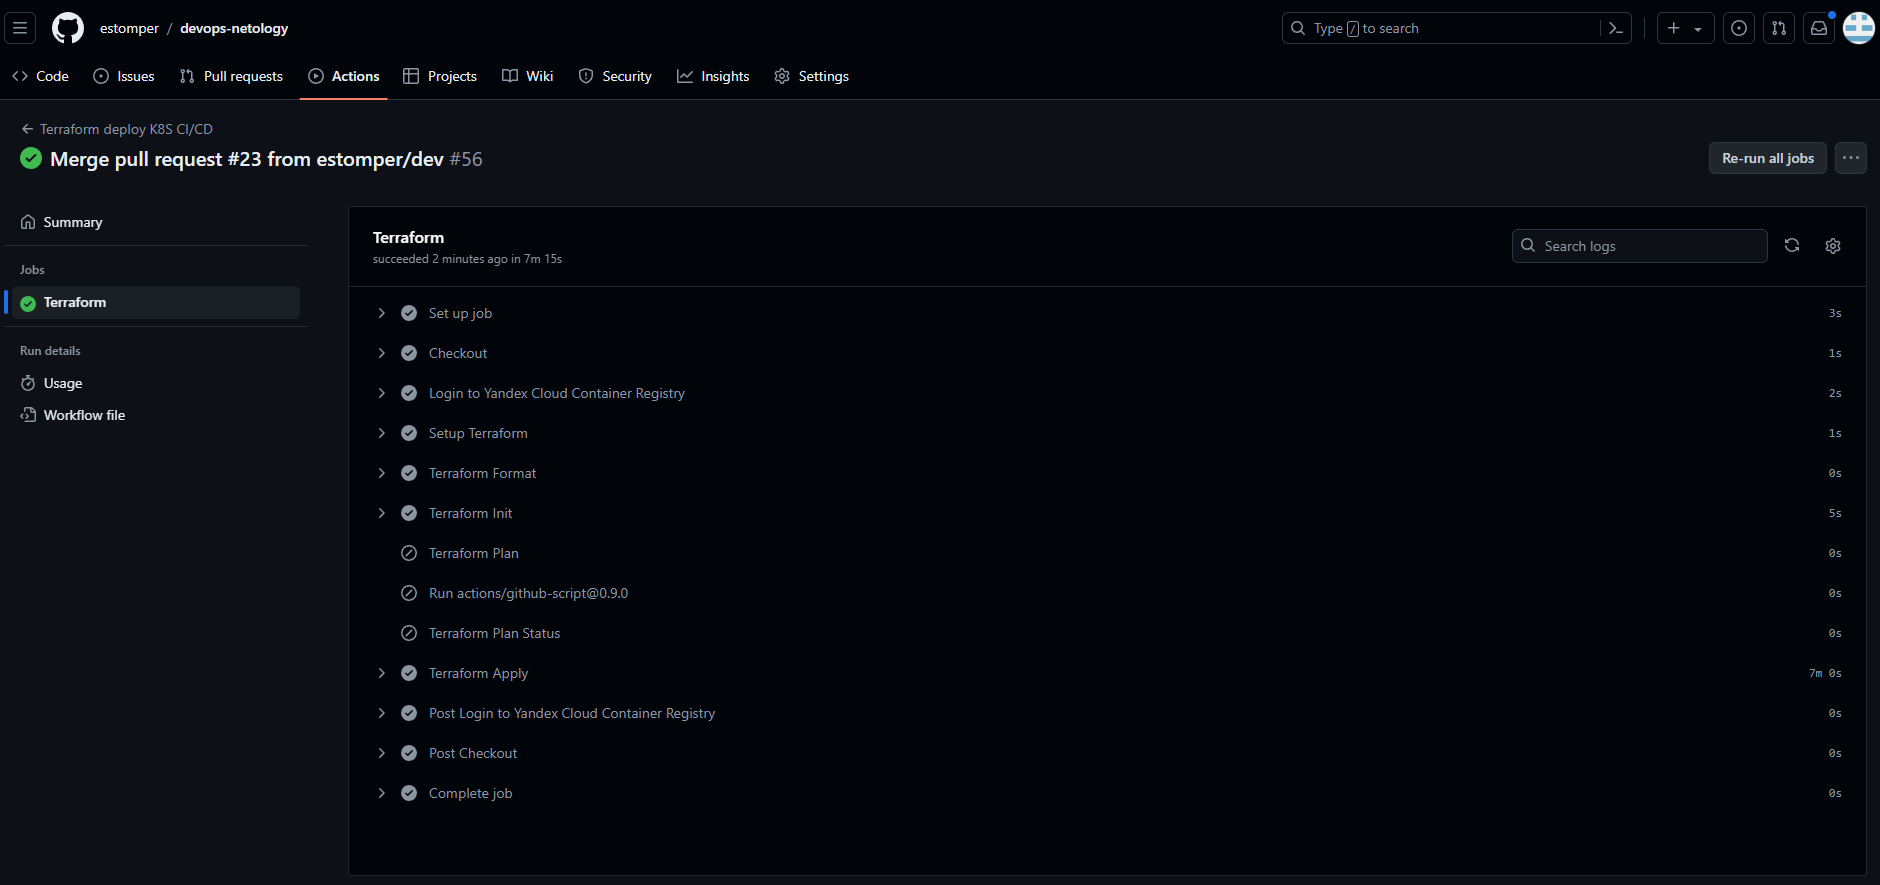 estomper / devops-netology
Type / to search
Code
Issues
Pull requests
Actions
Projects
Wiki
Security
Insights
Settings
Terraform deploy K8S CI/CD
Merge pull request #23 from estomper/dev #56
Re-run all jobs
Summary
Jobs
Terraform
Run details
Usage
Workflow file
Terraform
succeeded 2 minutes ago in 7m 15s
Search logs
Set up job 3s
Checkout 1s
Login to Yandex Cloud Container Registry 2s
Setup Terraform 1s
Terraform Format 0s
Terraform Init 5s
Terraform Plan 0s
Run actions/github-script@0.9.0 0s
Terraform Plan Status 0s
Terraform Apply 7m 0s
Post Login to Yandex Cloud Container Registry 0s
Post Checkout 0s
Complete job 0s